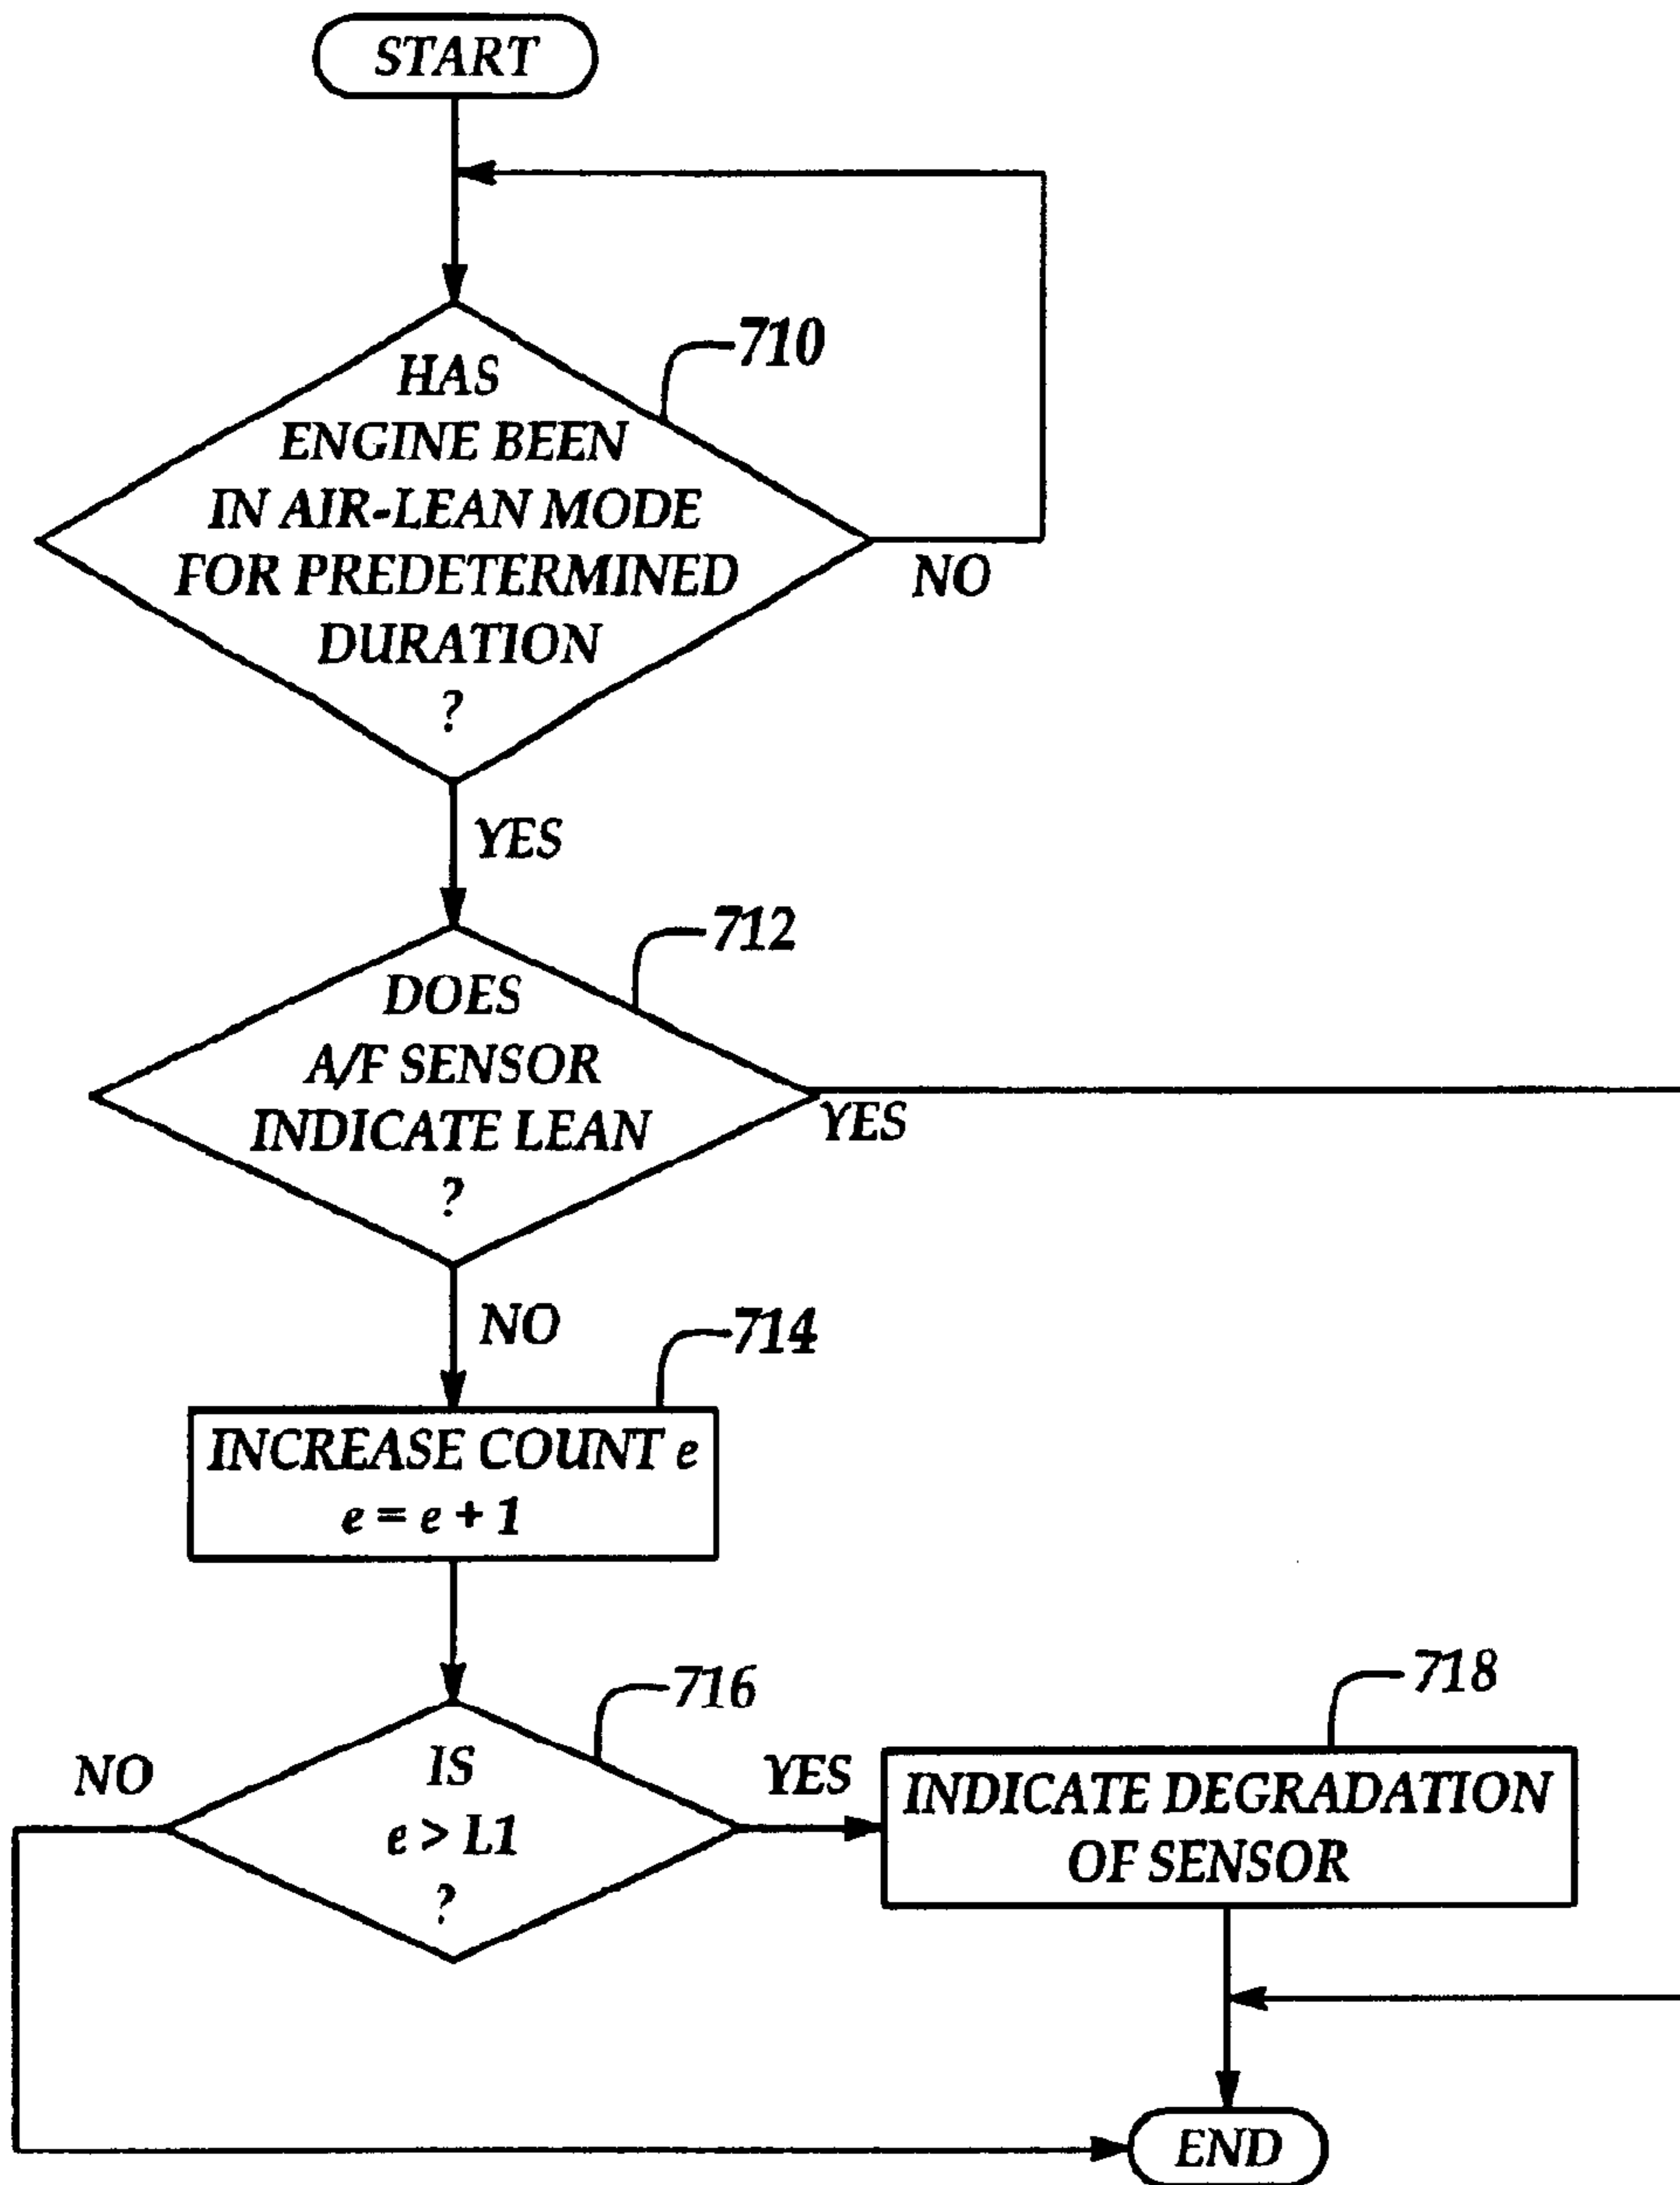 START
710
HAS
ENGINE BEEN
IN AIR-LEAN MODE
FOR PREDETERMINED
DURATION
?
NO
YES
712
DOES
A/F SENSOR
INDICATE LEAN
?
YES
NO
714
INCREASE COUNT e
e = e + 1
716
IS
e > L1
?
NO
YES
718
INDICATE DEGRADATION
OF SENSOR
END